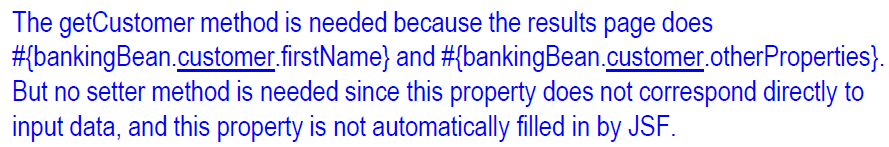 The getCustomer method is needed because the results page does
#{bankingBean.customer.firstName} and #{bankingBean.customer.otherProperties}.
But no setter method is needed since this property does not correspond directly to
input data, and this property is not automatically filled in by JSF.